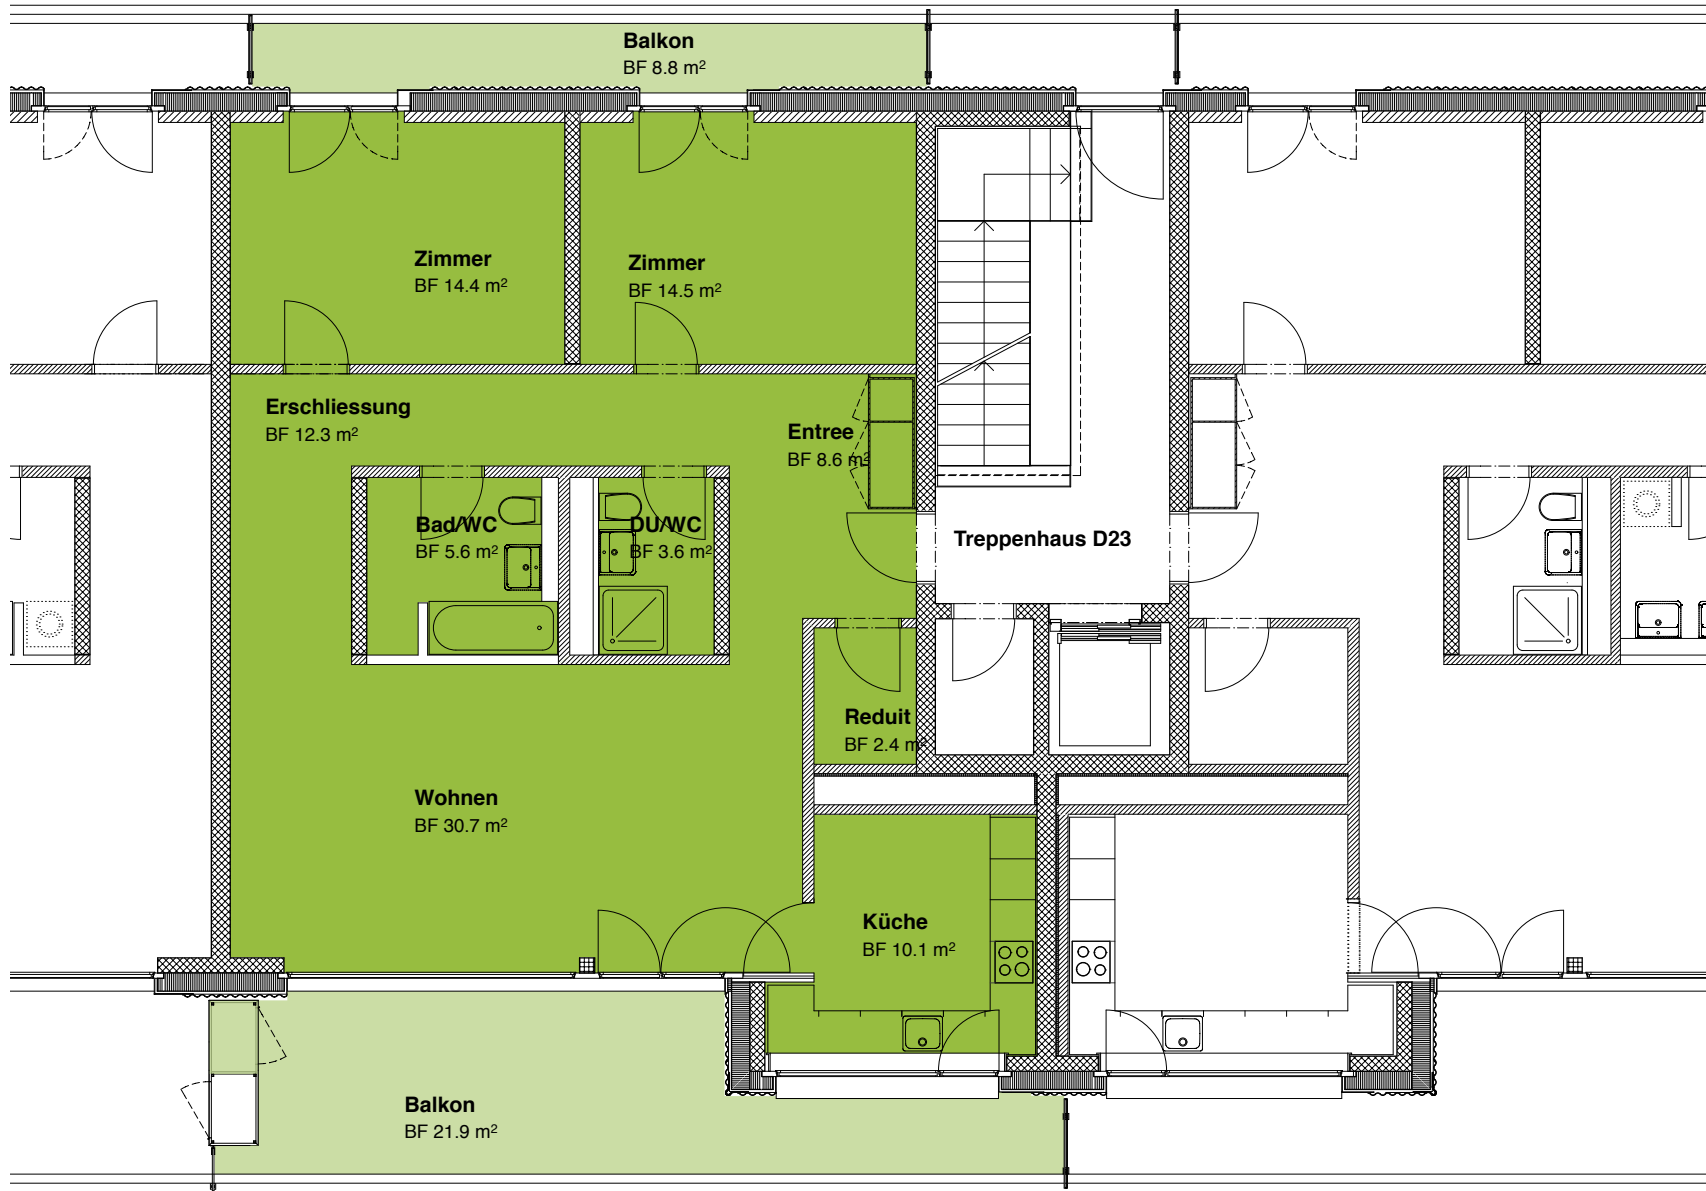 Balkon
BF 8.8 m²
Zimmer
BF 14.4 m²
Zimmer
BF 14.5 m²
Erschliessung
BF 12.3 m²
Entree
BF 8.6 m²
Bad/WC
BF 5.6 m²
DU/WC
BF 3.6 m²
Treppenhaus D23
Reduit
BF 2.4 m²
Wohnen
BF 30.7 m²
Küche
BF 10.1 m²
Balkon
BF 21.9 m²